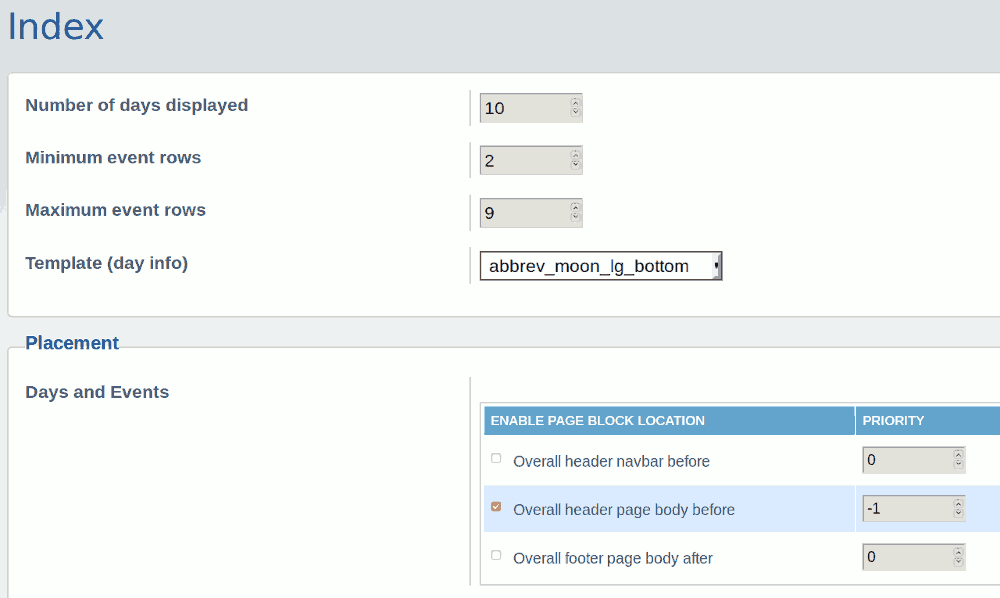 Index
Number of days displayed 10
Minimum event rows 2
Maximum event rows 9
Template (day info) abbrev_moon_lg_bottom
Placement
Days and Events
ENABLE PAGE BLOCK LOCATION PRIORITY
Overall header navbar before 0
Overall header page body before -1
Overall footer page body after 0